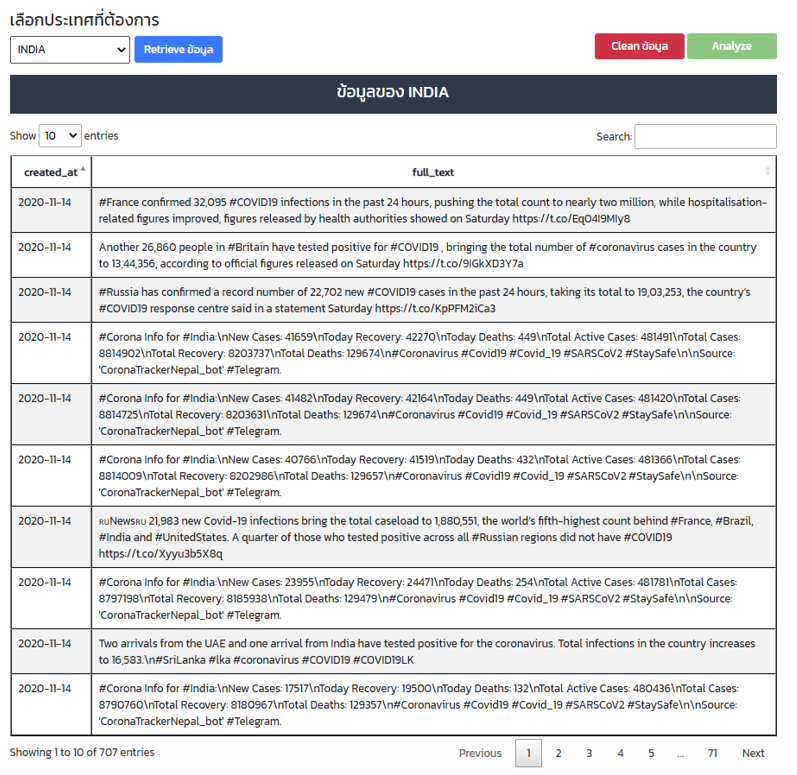 เลือกประเทศที่ต้องการ
INDIA Retrieve ข้อมูล Clean ข้อมูล Analyze
ข้อมูลของ INDIA
Show 10 entries Search:
created_at full_text
2020-11-14 #France confirmed 32,095 #COVID19 infections in the past 24 hours, pushing the total count to nearly two million, while hospitalisation-
related figures improved, figures released by health authorities showed on Saturday https://t.co/EqO4I9MIy8
2020-11-14 Another 26,860 people in #Britain have tested positive for #COVID19 , bringing the total number of #coronavirus cases in the country
to 13,44,356, according to official figures released on Saturday https://t.co/9IGkXD3Y7a
2020-11-14 #Russia has confirmed a record number of 22,702 new #COVID19 cases in the past 24 hours, taking its total to 19,03,253, the country's
#COVID19 response centre said in a statement Saturday https://t.co/KpPFM2iCa3
2020-11-14 #Corona Info for #India:\nNew Cases: 41659\nToday Recovery: 42270\nToday Deaths: 449\nTotal Active Cases: 481491\nTotal Cases:
8814902\nTotal Recovery: 8203737\nTotal Deaths: 129674\n#Coronavirus #Covid19 #Covid_19 #SARSCoV2 #StaySafe\n\nSource:
'CoronaTrackerNepal_bot' #Telegram.
2020-11-14 #Corona Info for #India:\nNew Cases: 41482\nToday Recovery: 42164\nToday Deaths: 449\nTotal Active Cases: 481420\nTotal Cases:
8814725\nTotal Recovery: 8203631\nTotal Deaths: 129674\n#Coronavirus #Covid19 #Covid_19 #SARSCoV2 #StaySafe\n\nSource:
'CoronaTrackerNepal_bot' #Telegram.
2020-11-14 #Corona Info for #India:\nNew Cases: 40766\nToday Recovery: 41519\nToday Deaths: 432\nTotal Active Cases: 481366\nTotal Cases:
8814009\nTotal Recovery: 8202986\nTotal Deaths: 129657\n#Coronavirus #Covid19 #Covid_19 #SARSCoV2 #StaySafe\n\nSource:
'CoronaTrackerNepal_bot' #Telegram.
2020-11-14 🇷🇺News🇷🇺 21,983 new Covid-19 infections bring the total caseload to 1,880,551, the world's fifth-highest count behind #France, #Brazil,
#India and #UnitedStates. A quarter of those who tested positive across all #Russian regions did not have #COVID19
https://t.co/Xyyu3b5X8q
2020-11-14 #Corona Info for #India:\nNew Cases: 23955\nToday Recovery: 24471\nToday Deaths: 254\nTotal Active Cases: 481781\nTotal Cases:
8797198\nTotal Recovery: 8185938\nTotal Deaths: 129479\n#Coronavirus #Covid19 #Covid_19 #SARSCoV2 #StaySafe\n\nSource:
'CoronaTrackerNepal_bot' #Telegram.
2020-11-14 Two arrivals from the UAE and one arrival from India have tested positive for the coronavirus. Total infections in the country increases
to 16,583.\n#SriLanka #lka #coronavirus #COVID19 #COVID19LK
2020-11-14 #Corona Info for #India:\nNew Cases: 17517\nToday Recovery: 19500\nToday Deaths: 132\nTotal Active Cases: 480436\nTotal Cases:
8790760\nTotal Recovery: 8180967\nTotal Deaths: 129357\n#Coronavirus #Covid19 #Covid_19 #SARSCoV2 #StaySafe\n\nSource:
'CoronaTrackerNepal_bot' #Telegram.
Showing 1 to 10 of 707 entries Previous 1 2 3 4 5 ... 71 Next